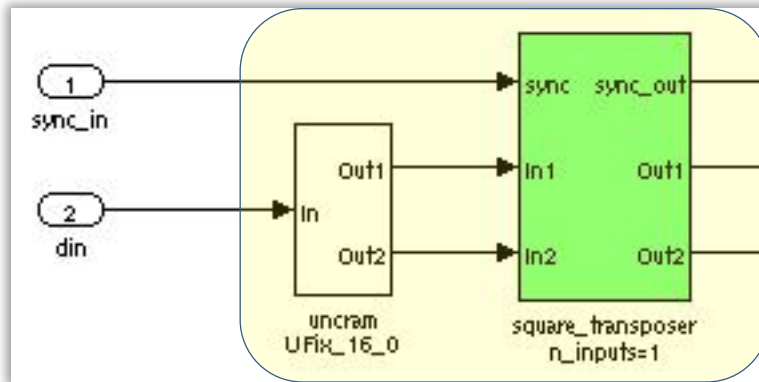 1
sync_in
2
din
In
Out1
Out2
uncram
UFix_16_0
sync
sync_out
In1
Out1
In2
Out2
square_transposer
n_inputs=1